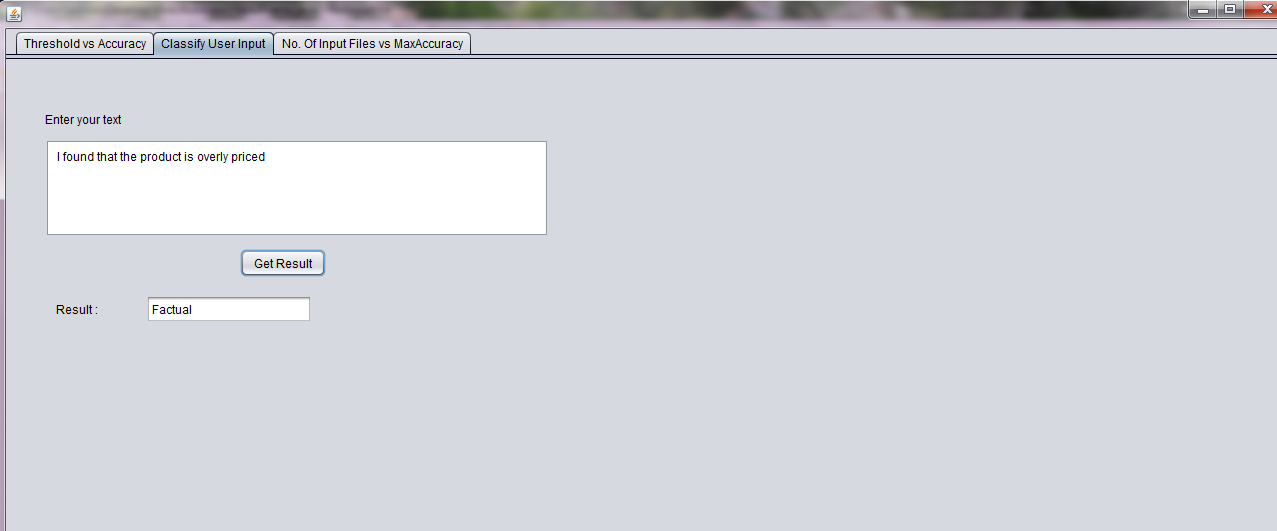 Threshold vs Accuracy Classify User Input No. Of Input Files vs MaxAccuracy
Enter your text
I found that the product is overly priced
Get Result
Result : Factual